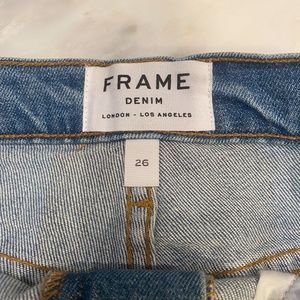 FRAME
DENIM
LONDON - LOS ANGELES
26